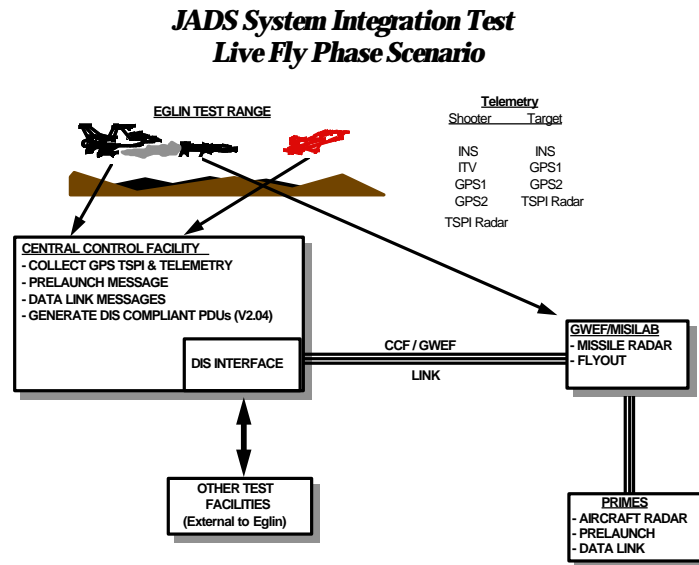 JADS System Integration Test
Live Fly Phase Scenario
EGLIN TEST RANGE
Telemetry
Shooter Target
INS INS
ITV GPS1
GPS1 GPS2
GPS2 TSPI Radar
TSPI Radar
CENTRAL CONTROL FACILITY
- COLLECT GPS TSPI & TELEMETRY
- PRELAUNCH MESSAGE
- DATA LINK MESSAGES
- GENERATE DIS COMPLIANT PDUs (V2.04)
DIS INTERFACE
CCF / GWEF
LINK
GWEF/MISILAB
- MISSILE RADAR
- FLYOUT
OTHER TEST
FACILITIES
(External to Eglin)
PRIMES
- AIRCRAFT RADAR
- PRELAUNCH
- DATA LINK